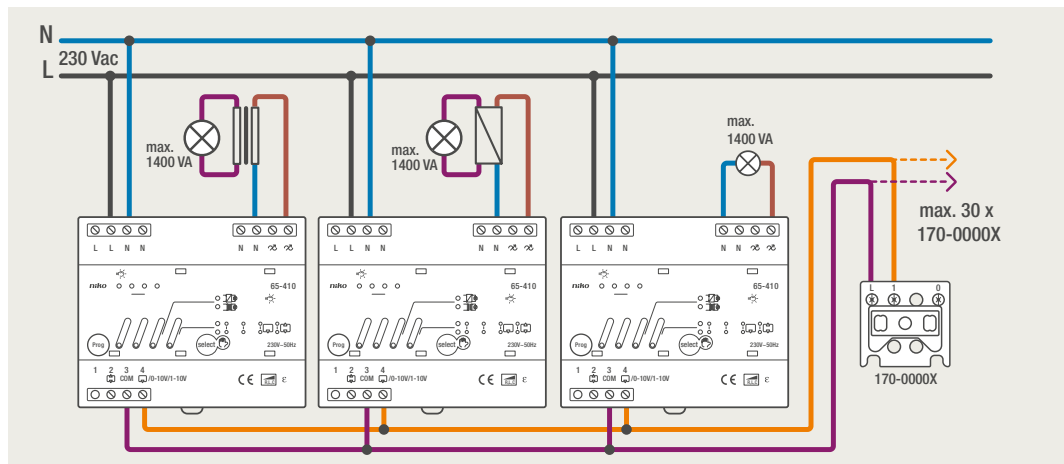 N
230 Vac
L
max.
1400 VA
max.
1400 VA
max.
1400 VA
max. 30 x
170-0000X
L L N N
N N
niko
65-410
Prog
select
230V~50Hz
1 2 3 4
COM /0-10V/1-10V
CE ε
L L N N
N N
niko
65-410
Prog
select
230V~50Hz
1 2 3 4
COM /0-10V/1-10V
CE ε
L L N N
N N
niko
65-410
Prog
select
230V~50Hz
1 2 3 4
COM /0-10V/1-10V
CE ε
L 1 0
170-0000X